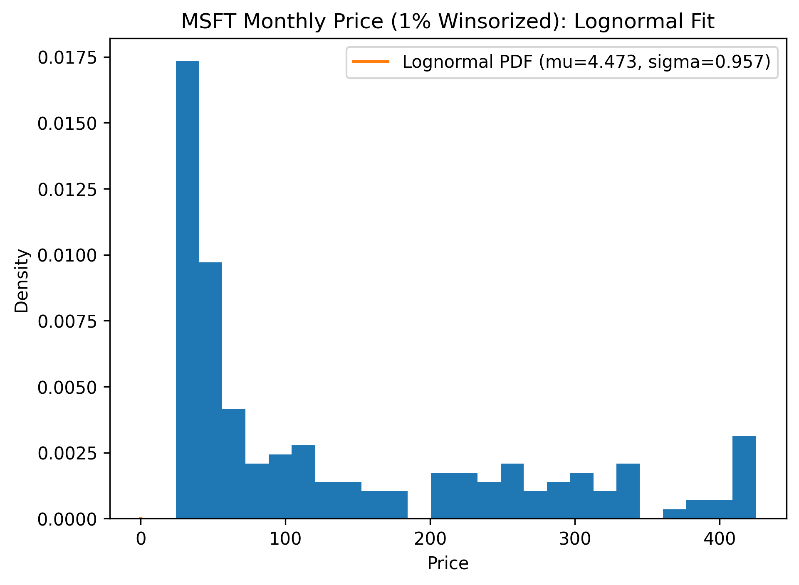 MSFT Monthly Price (1% Winsorized): Lognormal Fit
Lognormal PDF (mu=4.473, sigma=0.957)
Density
0.0175
0.0150
0.0125
0.0100
0.0075
0.0050
0.0025
0.0000
0 100 200 300 400
Price